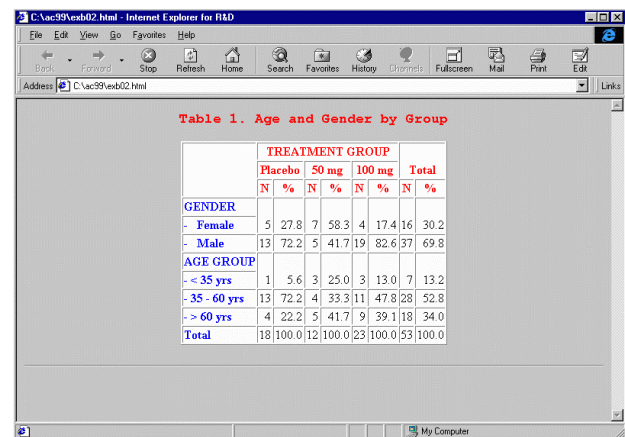 C:\ac99\exb02.html - Internet Explorer for R&D
File Edit View Go Favorites Help
Back Forward Stop Refresh Home Search Favorites History Channels Fullscreen Mail Print Edit
Address C:\ac99\exb02.html Links
Table 1. Age and Gender by Group
TREATMENT GROUP
Placebo 50 mg 100 mg Total
N % N % N % N %
GENDER
- Female 5 27.8 7 58.3 4 17.4 16 30.2
- Male 13 72.2 5 41.7 19 82.6 37 69.8
AGE GROUP
- < 35 yrs 1 5.6 3 25.0 3 13.0 7 13.2
- 35 - 60 yrs 13 72.2 4 33.3 11 47.8 28 52.8
- > 60 yrs 4 22.2 5 41.7 9 39.1 18 34.0
Total 18 100.0 12 100.0 23 100.0 53 100.0
My Computer